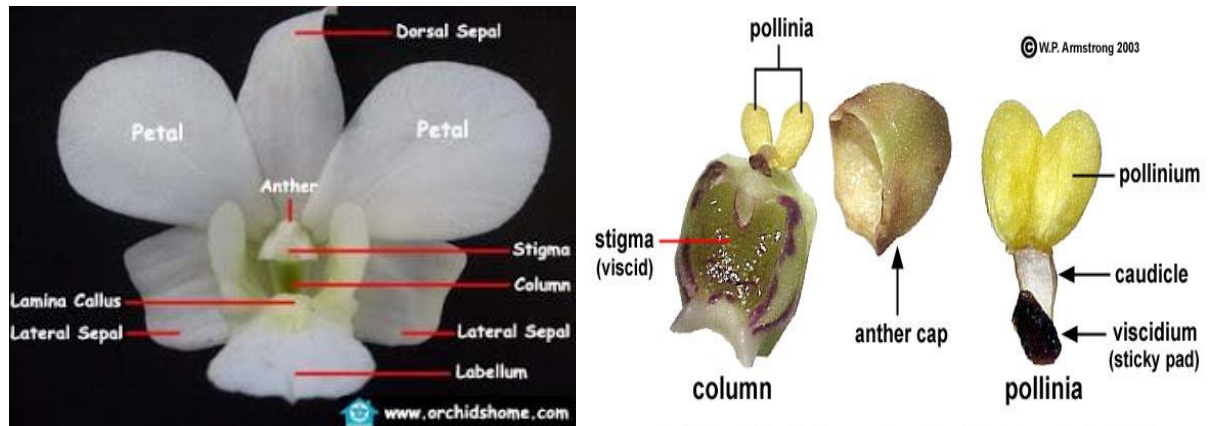 Dorsal Sepal
Petal
Petal
Anther
Stigma
Column
Lamina Callus
Lateral Sepal
Lateral Sepal
Labellum
www.orchidshome.com
pollinia
© W.P. Armstrong 2003
stigma
(viscid)
anther cap
column
pollinium
caudicle
viscidium
(sticky pad)
pollinia